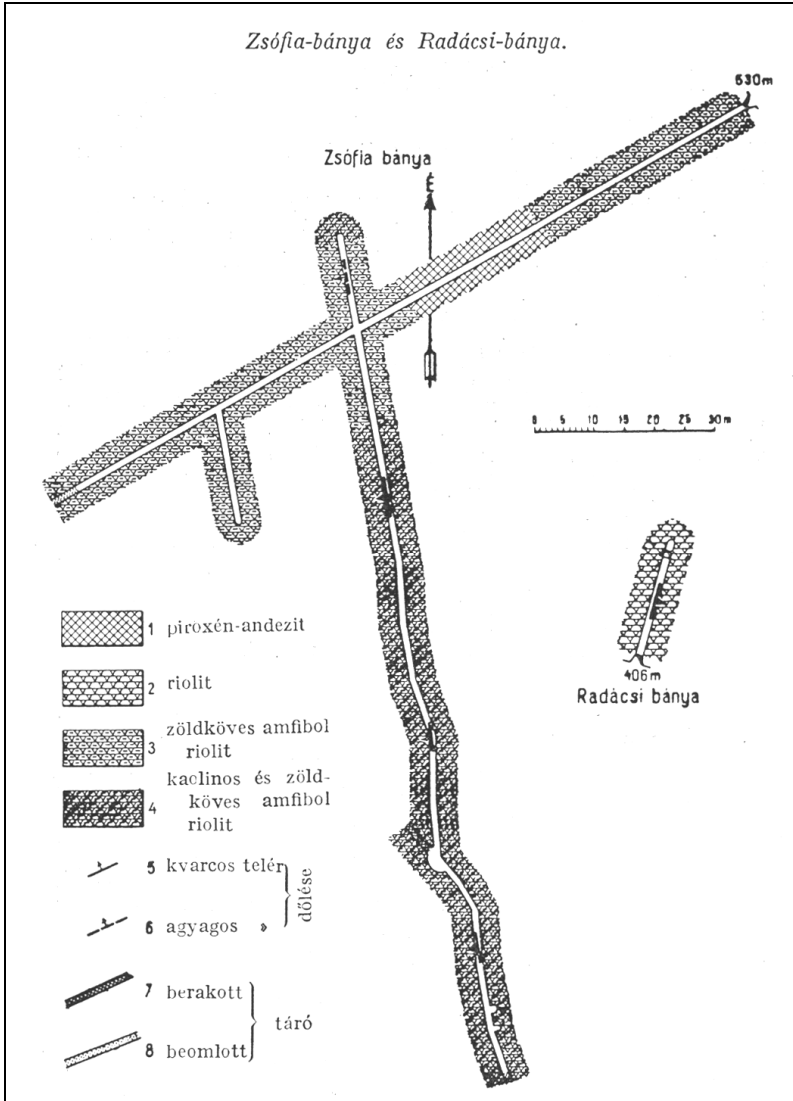 Zsófia-bánya és Radácsi-bánya.
630m
Zsófia bánya
É
0 5 10 15 20 25 30 m
406 m
Radácsi bánya
1 piroxén-andezit
2 riolit
3 zöldköves amfibol
riolit
4 kaolinos és zöld-
köves amfibol
riolit
5 kvarcos telér
6 agyagos »
dőlése
7 berakott
8 beomlott
táró